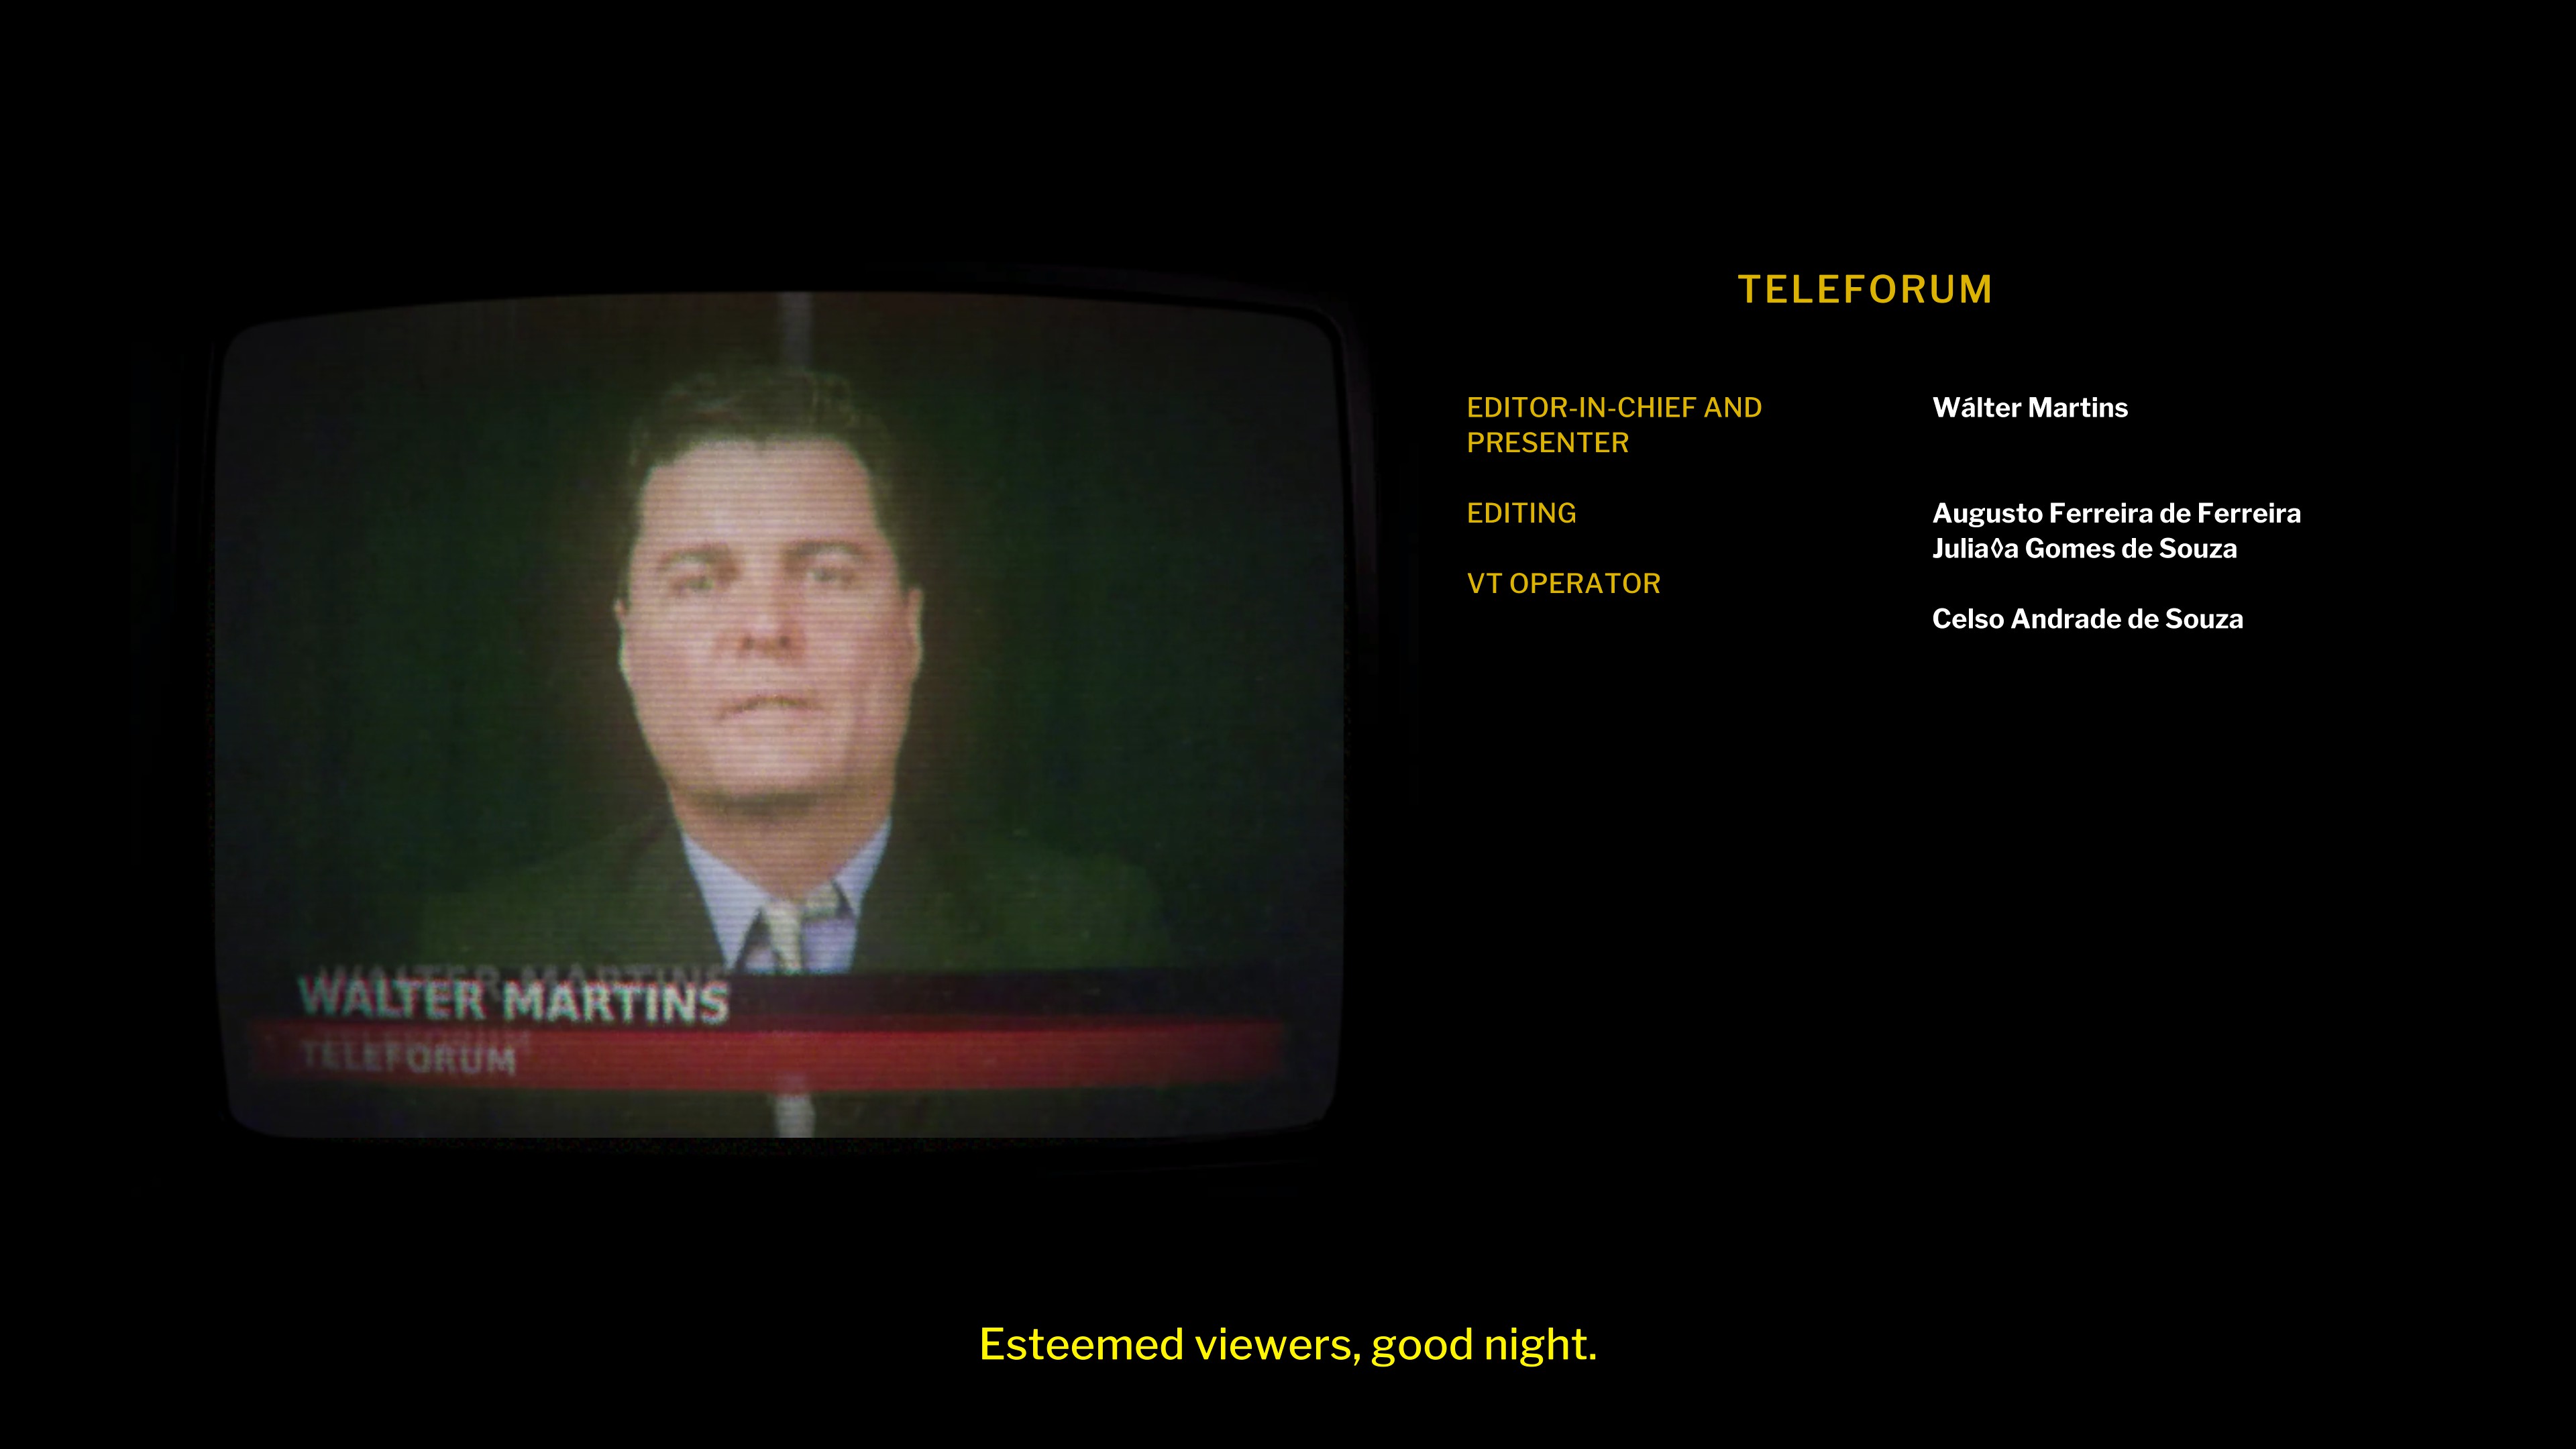 WALTER MARTINS
TELEFORUM
TELEFORUM
EDITOR-IN-CHIEF AND
PRESENTER
Wálter Martins
EDITING
Augusto Ferreira de Ferreira
Julia◊a Gomes de Souza
VT OPERATOR
Celso Andrade de Souza
Esteemed viewers, good night.